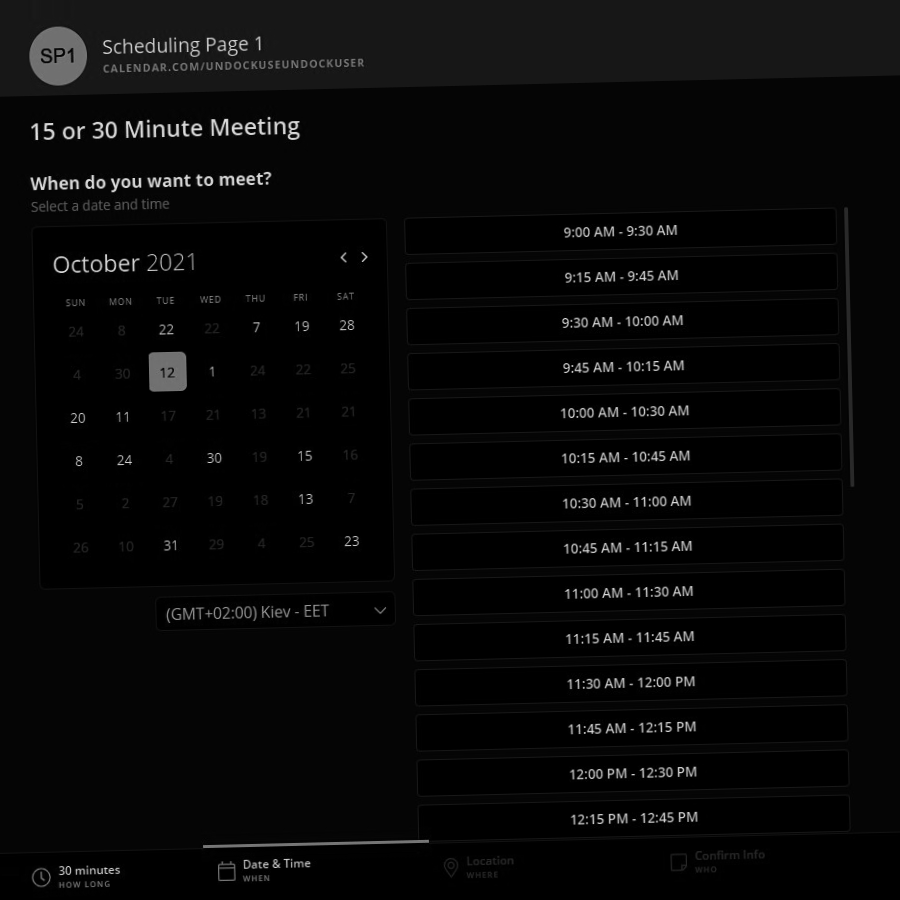 SP1
Scheduling Page 1
CALENDAR.COM/UNDOCKUSEUNDOCKUSER
15 or 30 Minute Meeting
When do you want to meet?
Select a date and time
October 2021
SUN MON TUE WED THU FRI SAT
24 8 22 22 7 19 28
4 30 12 1 24 22 25
20 11 17 21 13 21 21
8 24 4 30 19 15 16
5 2 27 19 18 13 7
26 10 31 29 4 25 23
(GMT+02:00) Kiev - EET
9:00 AM - 9:30 AM
9:15 AM - 9:45 AM
9:30 AM - 10:00 AM
9:45 AM - 10:15 AM
10:00 AM - 10:30 AM
10:15 AM - 10:45 AM
10:30 AM - 11:00 AM
10:45 AM - 11:15 AM
11:00 AM - 11:30 AM
11:15 AM - 11:45 AM
11:30 AM - 12:00 PM
11:45 AM - 12:15 PM
12:00 PM - 12:30 PM
12:15 PM - 12:45 PM
30 minutes
HOW LONG
Date & Time
WHEN
Location
WHERE
Confirm Info
WHO